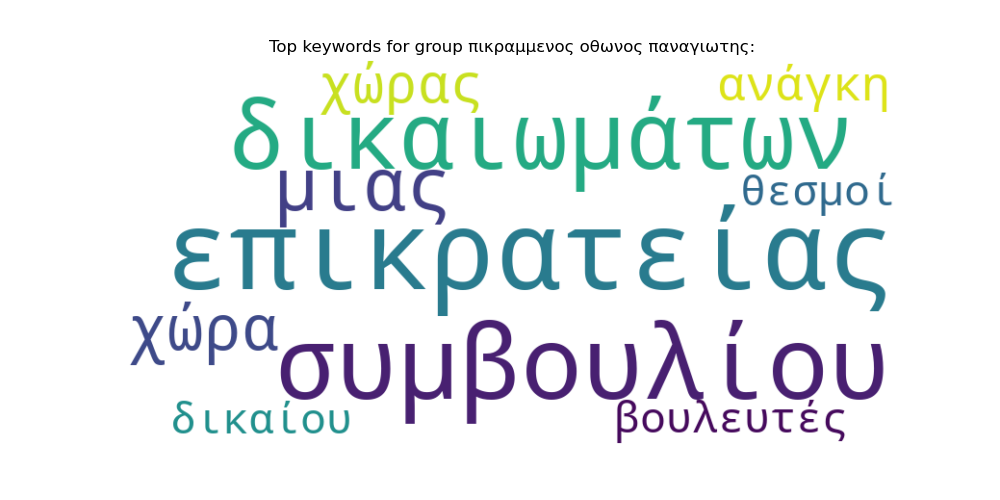 Top keywords for group πικραμμενος οθωνος παναγιωτης:
χώρας
ανάγκη
δικαιωμάτων
μιας
θεσμοί
επικρατείας
χώρα
συμβουλίου
δικαίου
βουλευτές